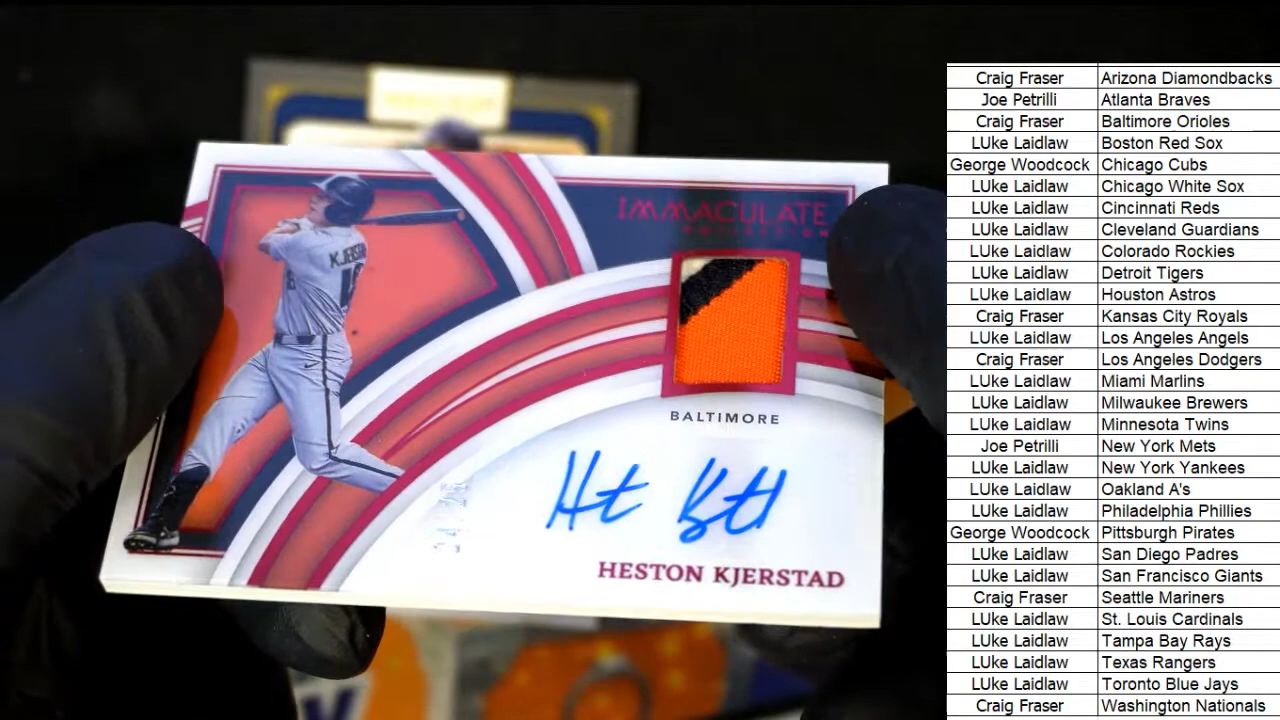 IMMACULATE
COLLECTION
KJERSTAD
BALTIMORE
HESTON KJERSTAD
Craig Fraser Arizona Diamondbacks
Joe Petrilli Atlanta Braves
Craig Fraser Baltimore Orioles
LUke Laidlaw Boston Red Sox
George Woodcock Chicago Cubs
LUke Laidlaw Chicago White Sox
LUke Laidlaw Cincinnati Reds
LUke Laidlaw Cleveland Guardians
LUke Laidlaw Colorado Rockies
LUke Laidlaw Detroit Tigers
LUke Laidlaw Houston Astros
Craig Fraser Kansas City Royals
LUke Laidlaw Los Angeles Angels
Craig Fraser Los Angeles Dodgers
LUke Laidlaw Miami Marlins
LUke Laidlaw Milwaukee Brewers
LUke Laidlaw Minnesota Twins
Joe Petrilli New York Mets
LUke Laidlaw New York Yankees
LUke Laidlaw Oakland A's
LUke Laidlaw Philadelphia Phillies
George Woodcock Pittsburgh Pirates
LUke Laidlaw San Diego Padres
LUke Laidlaw San Francisco Giants
Craig Fraser Seattle Mariners
LUke Laidlaw St. Louis Cardinals
LUke Laidlaw Tampa Bay Rays
LUke Laidlaw Texas Rangers
LUke Laidlaw Toronto Blue Jays
Craig Fraser Washington Nationals